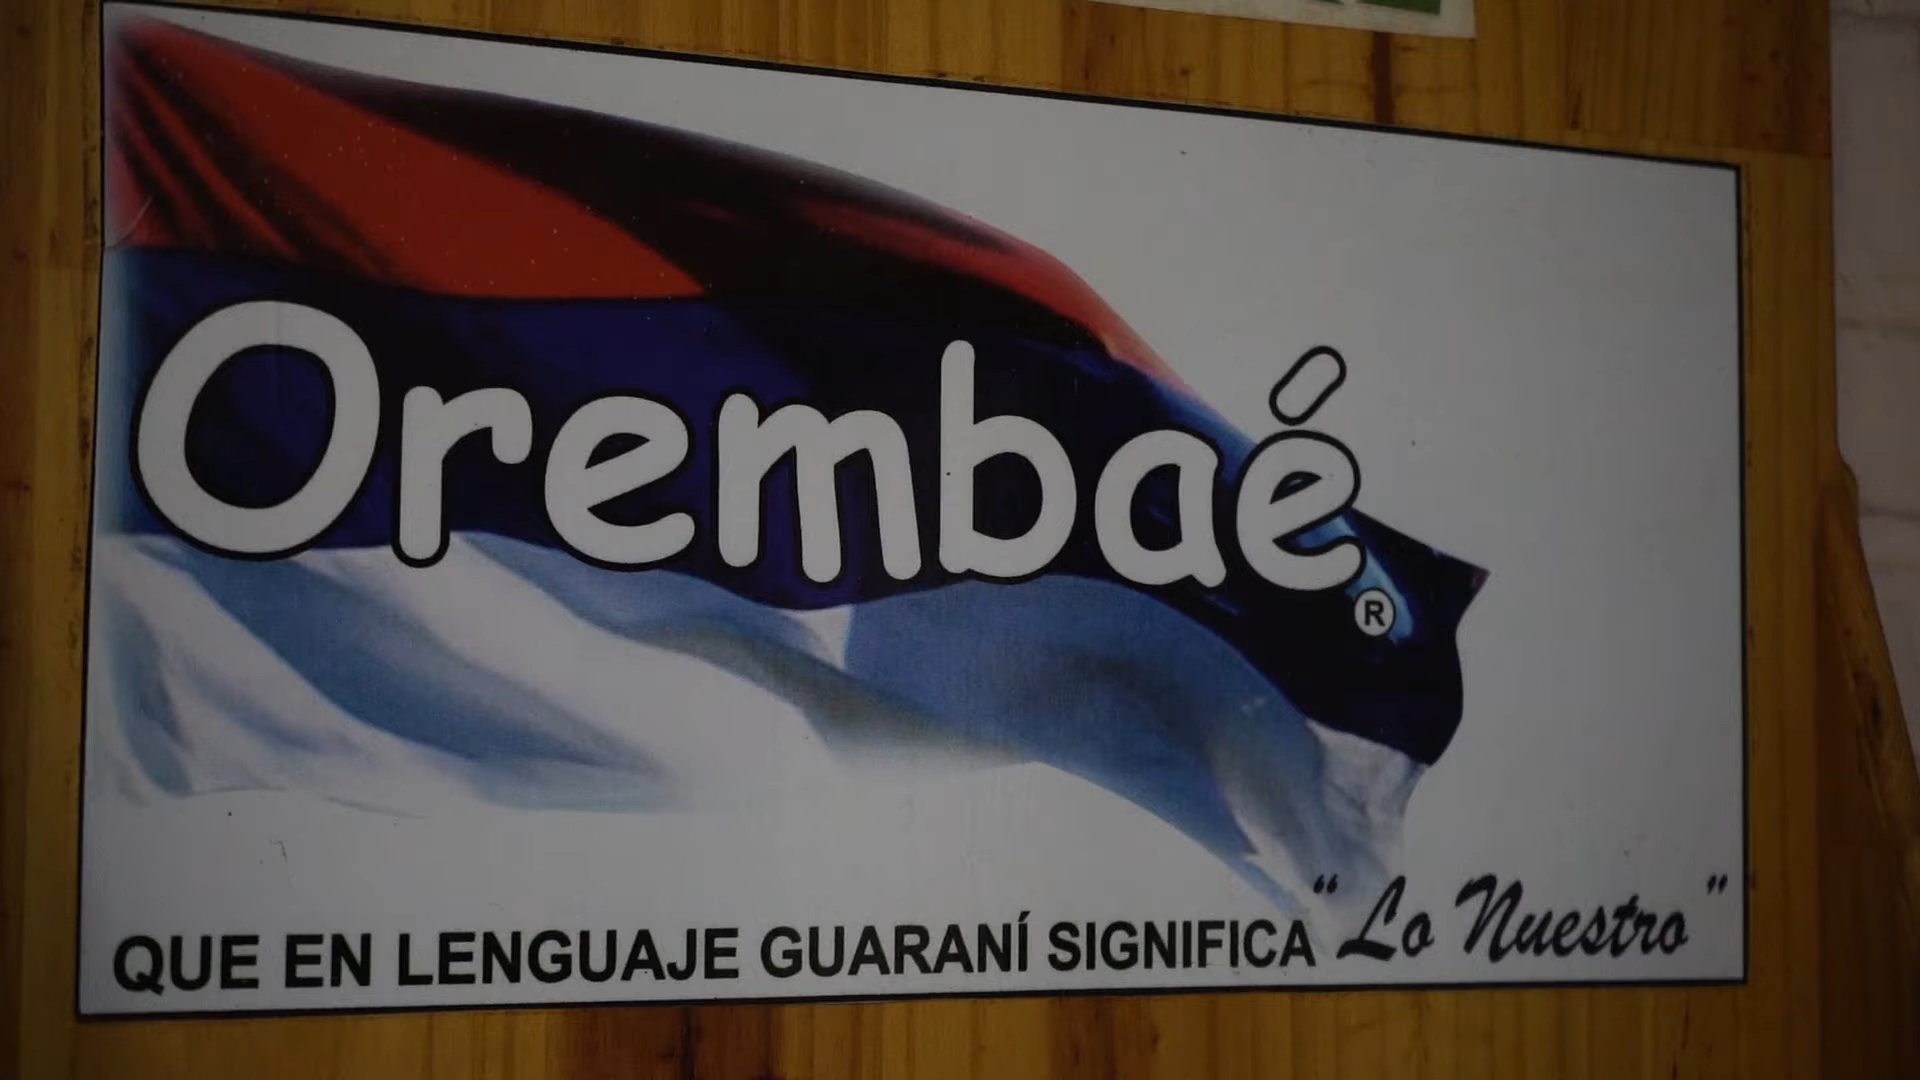 Orembaé
®
QUE EN LENGUAJE GUARANÍ SIGNIFICA “Lo Nuestro”